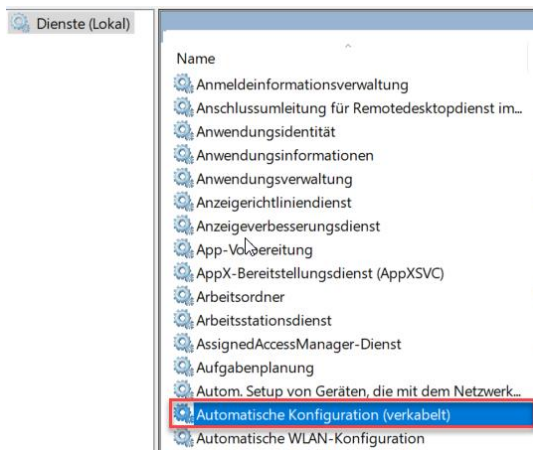 Dienste (Lokal)
Name
Anmeldeinformationsverwaltung
Anschlussumleitung für Remotedesktopdienst im...
Anwendungsidentität
Anwendungsinformationen
Anwendungsverwaltung
Anzeigerichtliniendienst
Anzeigeverbesserungsdienst
App-Vorbereitung
AppX-Bereitstellungsdienst (AppXSVC)
Arbeitsordner
Arbeitsstationsdienst
AssignedAccessManager-Dienst
Aufgabenplanung
Autom. Setup von Geräten, die mit dem Netzwerk...
Automatische Konfiguration (verkabelt)
Automatische WLAN-Konfiguration